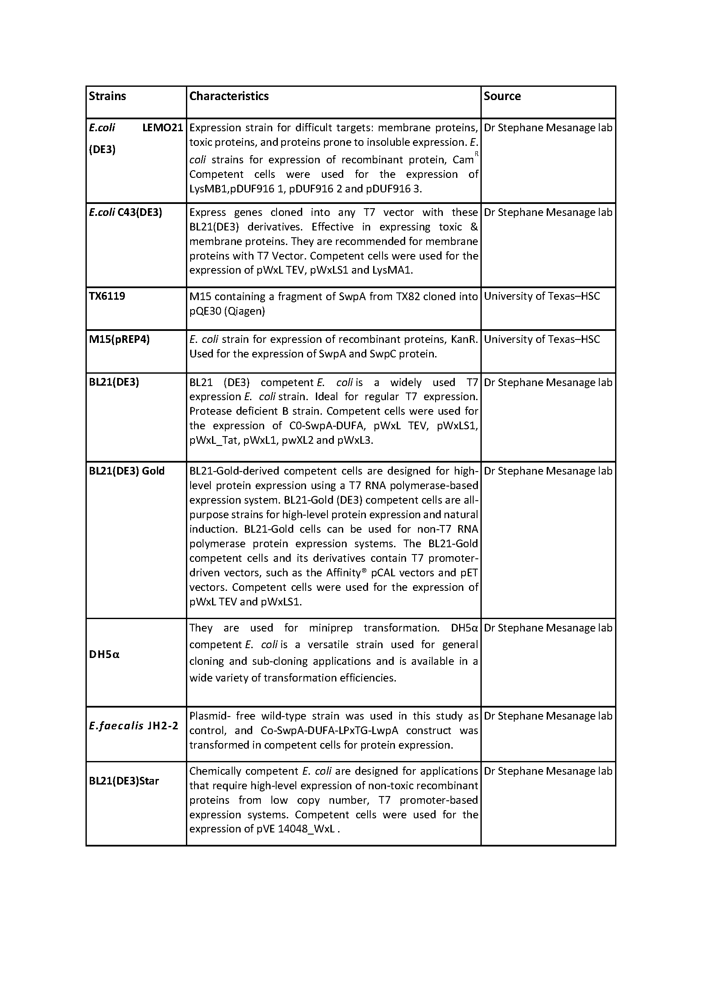 Strains Characteristics Source
E.coli LEMO21 Expression strain for difficult targets: membrane proteins, Dr Stephane Mesanage lab
(DE3) toxic proteins, and proteins prone to insoluble expression. E.
coli strains for expression of recombinant protein, Cam^R
Competent cells were used for the expression of
LysMB1,pDUF916 1, pDUF916 2 and pDUF916 3.
E.coli C43(DE3) Express genes cloned into any T7 vector with these Dr Stephane Mesanage lab
BL21(DE3) derivatives. Effective in expressing toxic &
membrane proteins. They are recommended for membrane
proteins with T7 Vector. Competent cells were used for the
expression of pWxL TEV, pWxLS1 and LysMA1.
TX6119 M15 containing a fragment of SwpA from TX82 cloned into University of Texas–HSC
pQE30 (Qiagen)
M15(pREP4) E. coli strain for expression of recombinant proteins, KanR. University of Texas–HSC
Used for the expression of SwpA and SwpC protein.
BL21(DE3) BL21 (DE3) competent E. coli is a widely used T7 Dr Stephane Mesanage lab
expression E. coli strain. Ideal for regular T7 expression.
Protease deficient B strain. Competent cells were used for
the expression of C0-SwpA-DUFA, pWxL TEV, pWxLS1,
pWxL_Tat, pWxL1, pwXL2 and pWxL3.
BL21(DE3) Gold BL21-Gold-derived competent cells are designed for high- Dr Stephane Mesanage lab
level protein expression using a T7 RNA polymerase-based
expression system. BL21-Gold (DE3) competent cells are all-
purpose strains for high-level protein expression and natural
induction. BL21-Gold cells can be used for non-T7 RNA
polymerase protein expression systems. The BL21-Gold
competent cells and its derivatives contain T7 promoter-
driven vectors, such as the Affinity® pCAL vectors and pET
vectors. Competent cells were used for the expression of
pWxL TEV and pWxLS1.
They are used for miniprep transformation. DH5α Dr Stephane Mesanage lab
competent E. coli is a versatile strain used for general
DH5α
cloning and sub-cloning applications and is available in a
wide variety of transformation efficiencies.
Plasmid- free wild-type strain was used in this study as Dr Stephane Mesanage lab
E.faecalis JH2-2 control, and Co-SwpA-DUFA-LPxTG-LwpA construct was
transformed in competent cells for protein expression.
Chemically competent E. coli are designed for applications Dr Stephane Mesanage lab
BL21(DE3)Star that require high-level expression of non-toxic recombinant
proteins from low copy number, T7 promoter-based
expression systems. Competent cells were used for the
expression of pVE 14048_WxL .